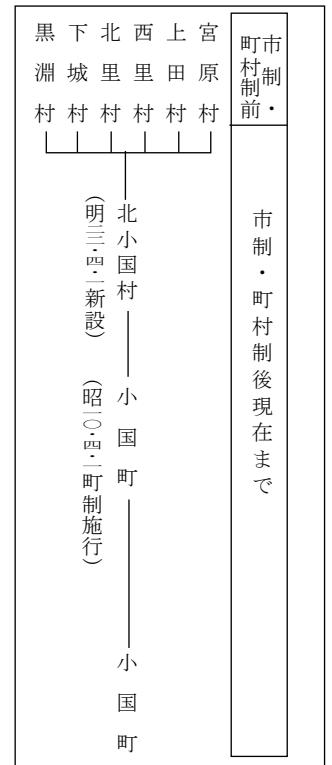 市制・
町村制前
市制・町村制後現在まで
宮原村
上田村
西里村
北里村
下城村
黒淵村
北小国村
(明二二・四・一新設)
小国町
(昭一〇・四・一町制施行)
小国町